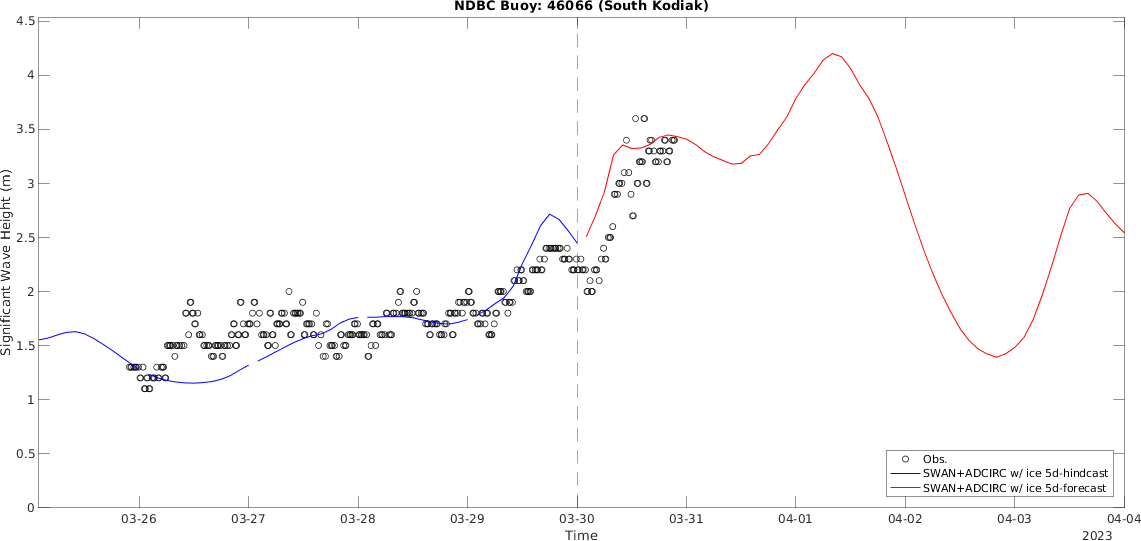 NDBC Buoy: 46066 (South Kodiak)
4.5
4
3.5
3
2.5
2
1.5
1
0.5
0
Significant Wave Height (m)
Obs.
SWAN+ADCIRC w/ ice 5d-hindcast
SWAN+ADCIRC w/ ice 5d-forecast
03-26 03-27 03-28 03-29 03-30 03-31 04-01 04-02 04-03 04-04
Time
2023